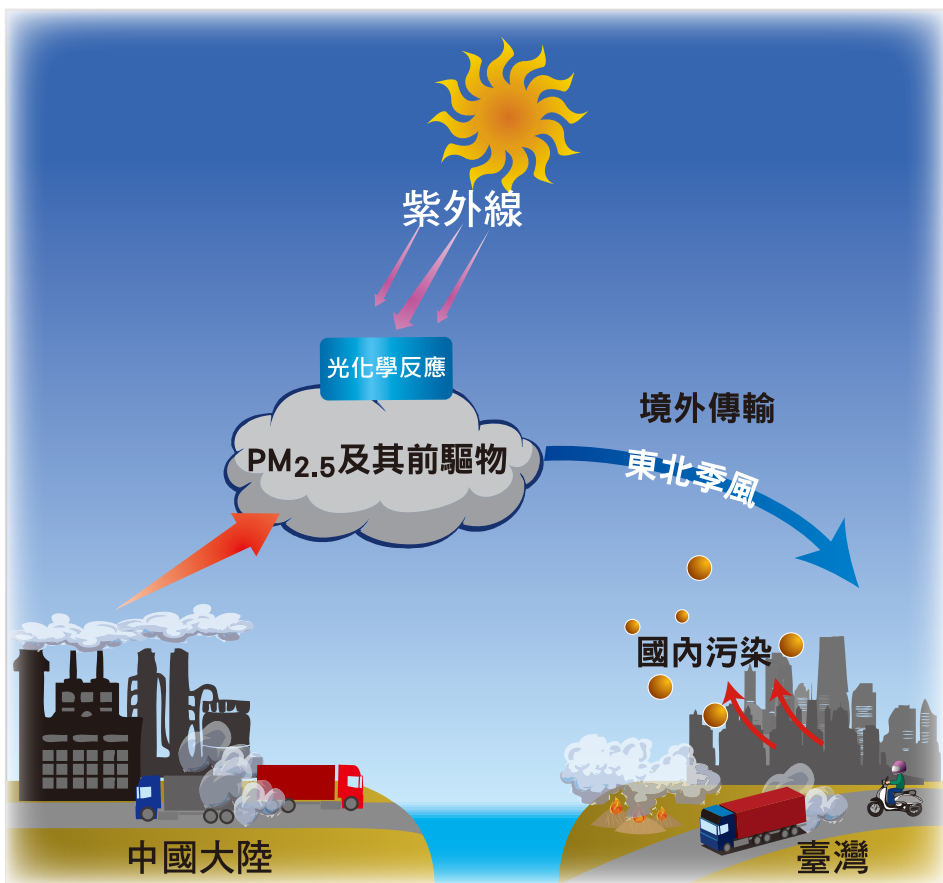 紫外線
光化學反應
PM2.5及其前驅物
境外傳輸
東北季風
國內污染
中國大陸
臺灣